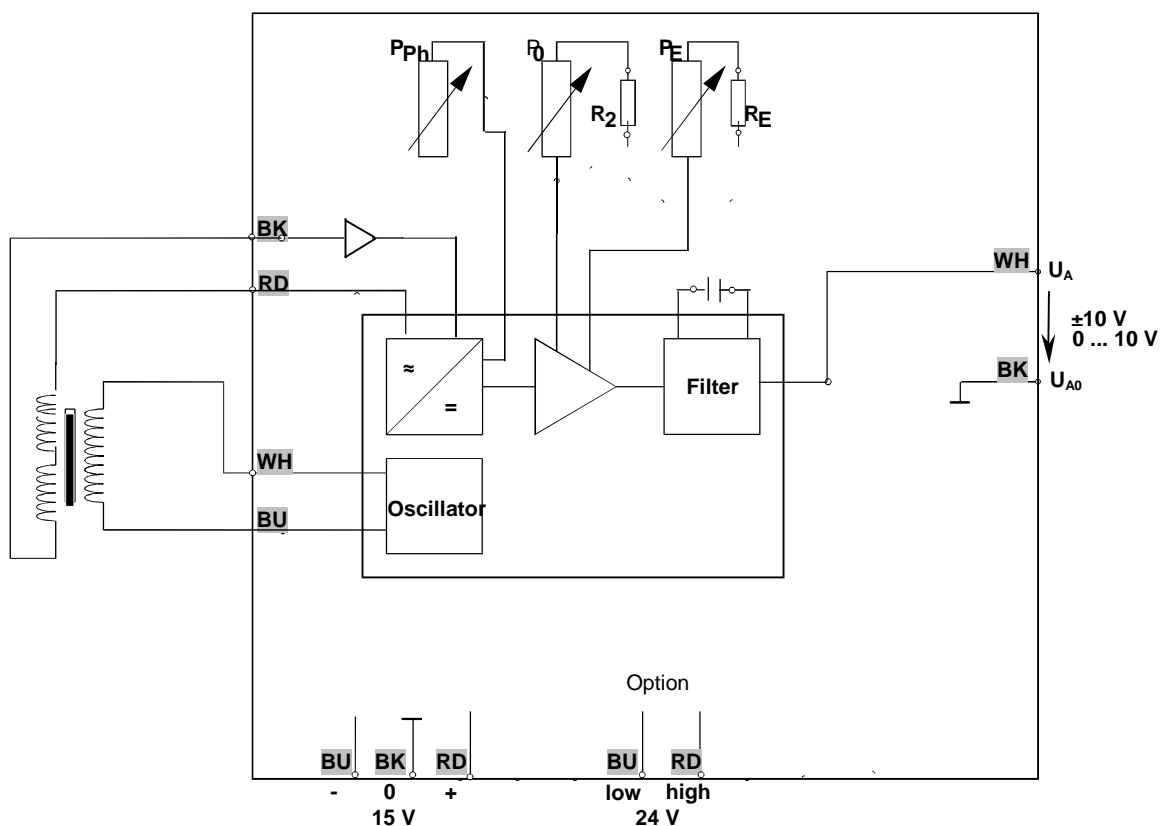 PPh
P0
PE
R2
RE
BK
RD
WH
UA
±10 V
0 ... 10 V
BK
UA0
≈
=
Filter
WH
BU
Oscillator
Option
BU BK RD BU RD
- 0 + low high
15 V 24 V